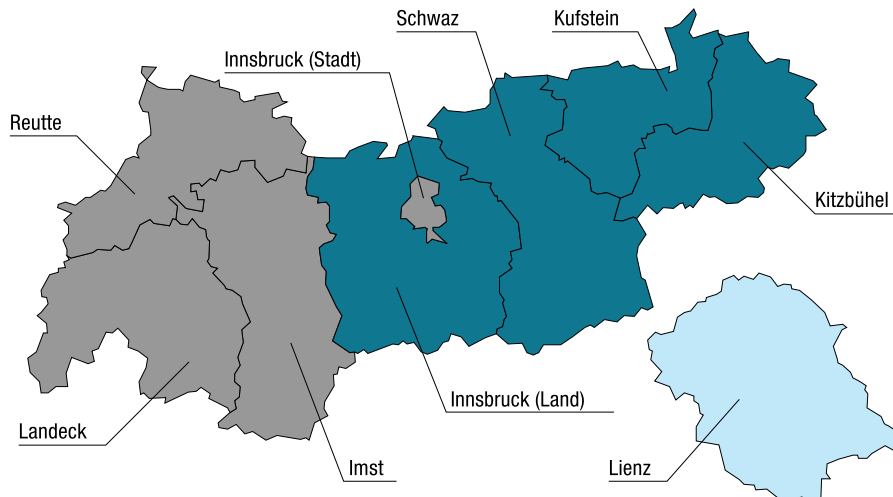 Schwaz
Kufstein
Innsbruck (Stadt)
Reutte
Kitzbühel
Innsbruck (Land)
Landeck
Imst
Lienz